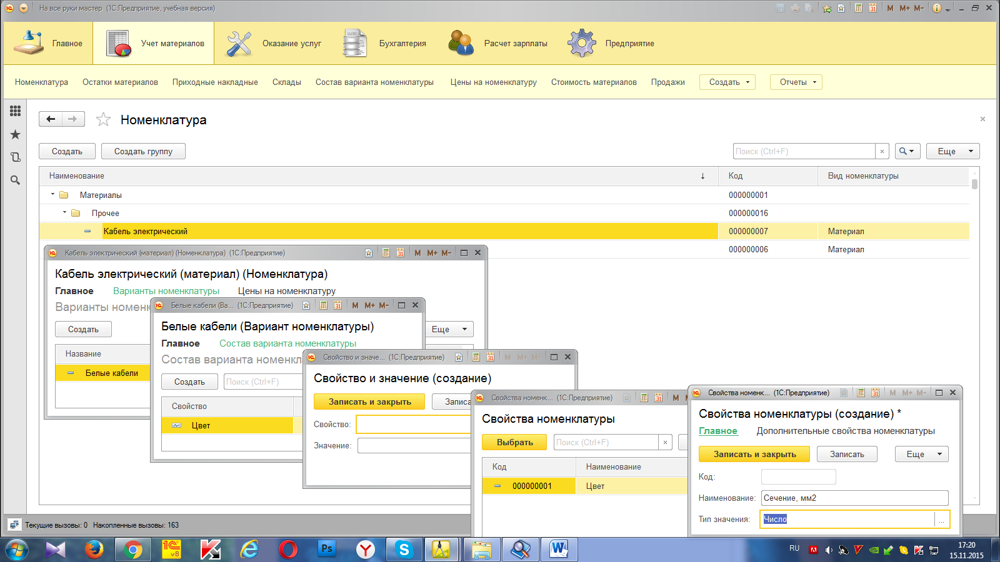 На все руки мастер (1С:Предприятие, учебная версия)
M M+ M-
Главное
Учет материалов
Оказание услуг
Бухгалтерия
Расчет зарплаты
Предприятие
Номенклатура Остатки материалов Приходные накладные Склады Состав варианта номенклатуры Цены на номенклатуру Стоимость материалов Продажи Создать Отчеты
Номенклатура
Создать Создать группу Поиск (Ctrl+F) Еще
Наименование Код Вид номенклатуры
Материалы 000000001
Прочее 000000016
Кабель электрический 000000007 Материал
000000006 Материал
Кабель электрический (материал) (Номенклатура) (1С:Предприятие) M M+ M-
Кабель электрический (материал) (Номенклатура)
Главное Варианты номенклатуры Цены на номенклатуру
Варианты номенк
Создать Еще
Название
Белые кабели
Белые кабели (Ва... (1С:Предприятие) M M+ M-
Белые кабели (Вариант номенклатуры)
Главное Состав варианта номенклатуры
Состав варианта номенкл
Создать Поиск (Ctrl+F)
Свойство
Цвет
Свойство и значе... (1С:Предприятие) M M+ M-
Свойство и значение (создание)
Записать и закрыть Записа
Свойство:
Значение:
Свойства номенк... (1С:Предприятие) M
Свойства номенклатуры
Выбрать Поиск (Ctrl+F)
Код Наименование
000000001 Цвет
Свойства номенк... (1С:Предприятие) M M+ M-
Свойства номенклатуры (создание) *
Главное Дополнительные свойства номенклатуры
Записать и закрыть Записать Еще
Код:
Наименование: Сечение, мм2
Тип значения: Число ...
Текущие вызовы: 0 Накопленные вызовы: 163
RU
17:20
15.11.2015